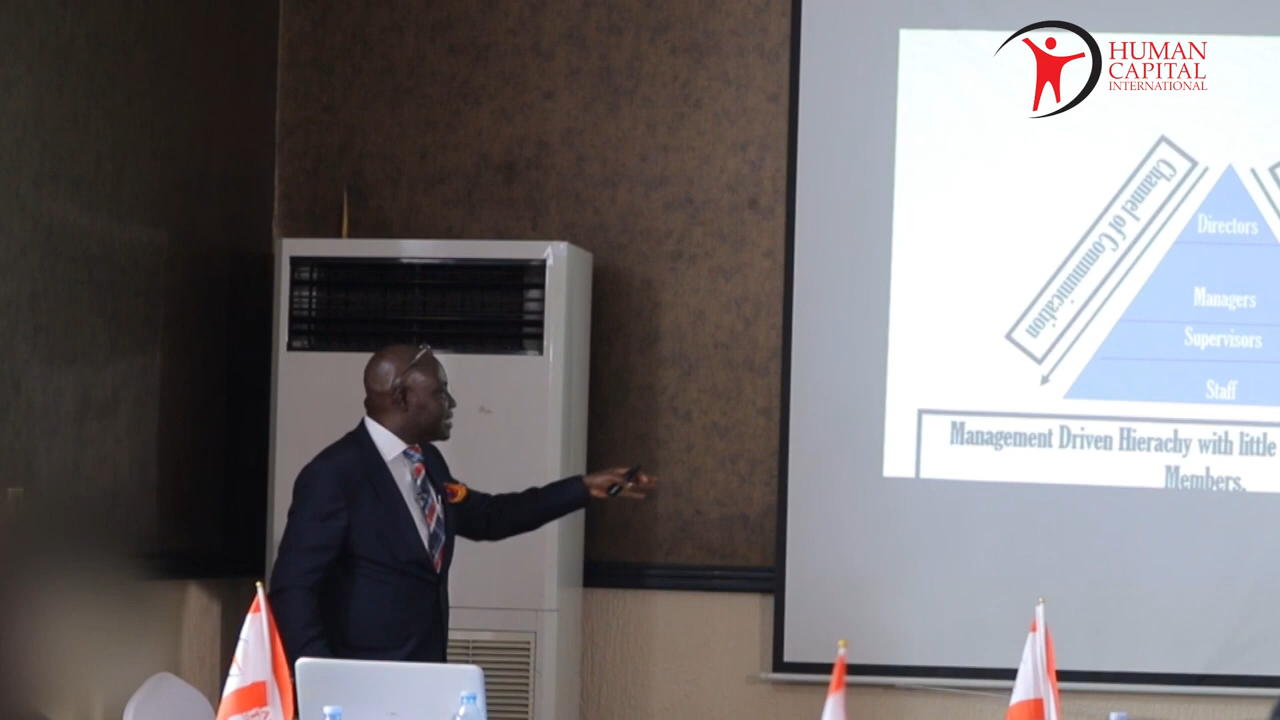 HUMAN
CAPITAL
INTERNATIONAL
Channel of Communication
Directors
Managers
Supervisors
Staff
Management Driven Hierachy with little
Members.